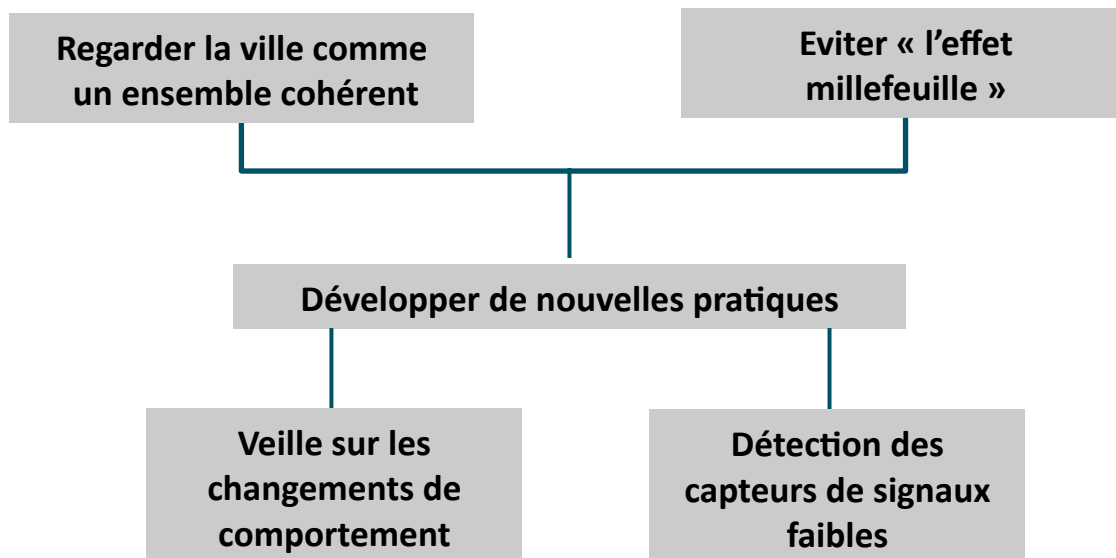 Regarder la ville comme
un ensemble cohérent
Eviter « l’effet
millefeuille »
Développer de nouvelles pratiques
Veille sur les
changements de
comportement
Détection des
capteurs de signaux
faibles